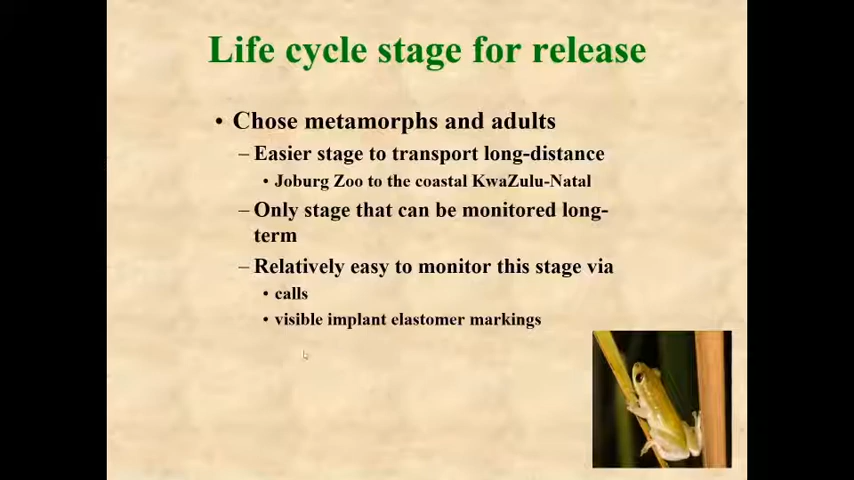 Life cycle stage for release
• Chose metamorphs and adults
– Easier stage to transport long-distance
• Joburg Zoo to the coastal KwaZulu-Natal
– Only stage that can be monitored long-
term
– Relatively easy to monitor this stage via
• calls
• visible implant elastomer markings